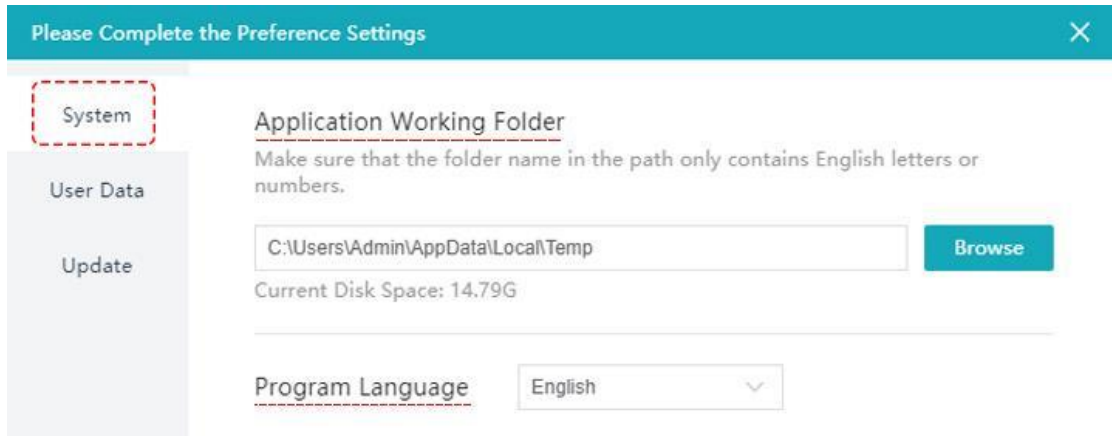 Please Complete the Preference Settings
System
User Data
Update
Application Working Folder
Make sure that the folder name in the path only contains English letters or
numbers.
C:\Users\Admin\AppData\Local\Temp
Browse
Current Disk Space: 14.79G
Program Language
English